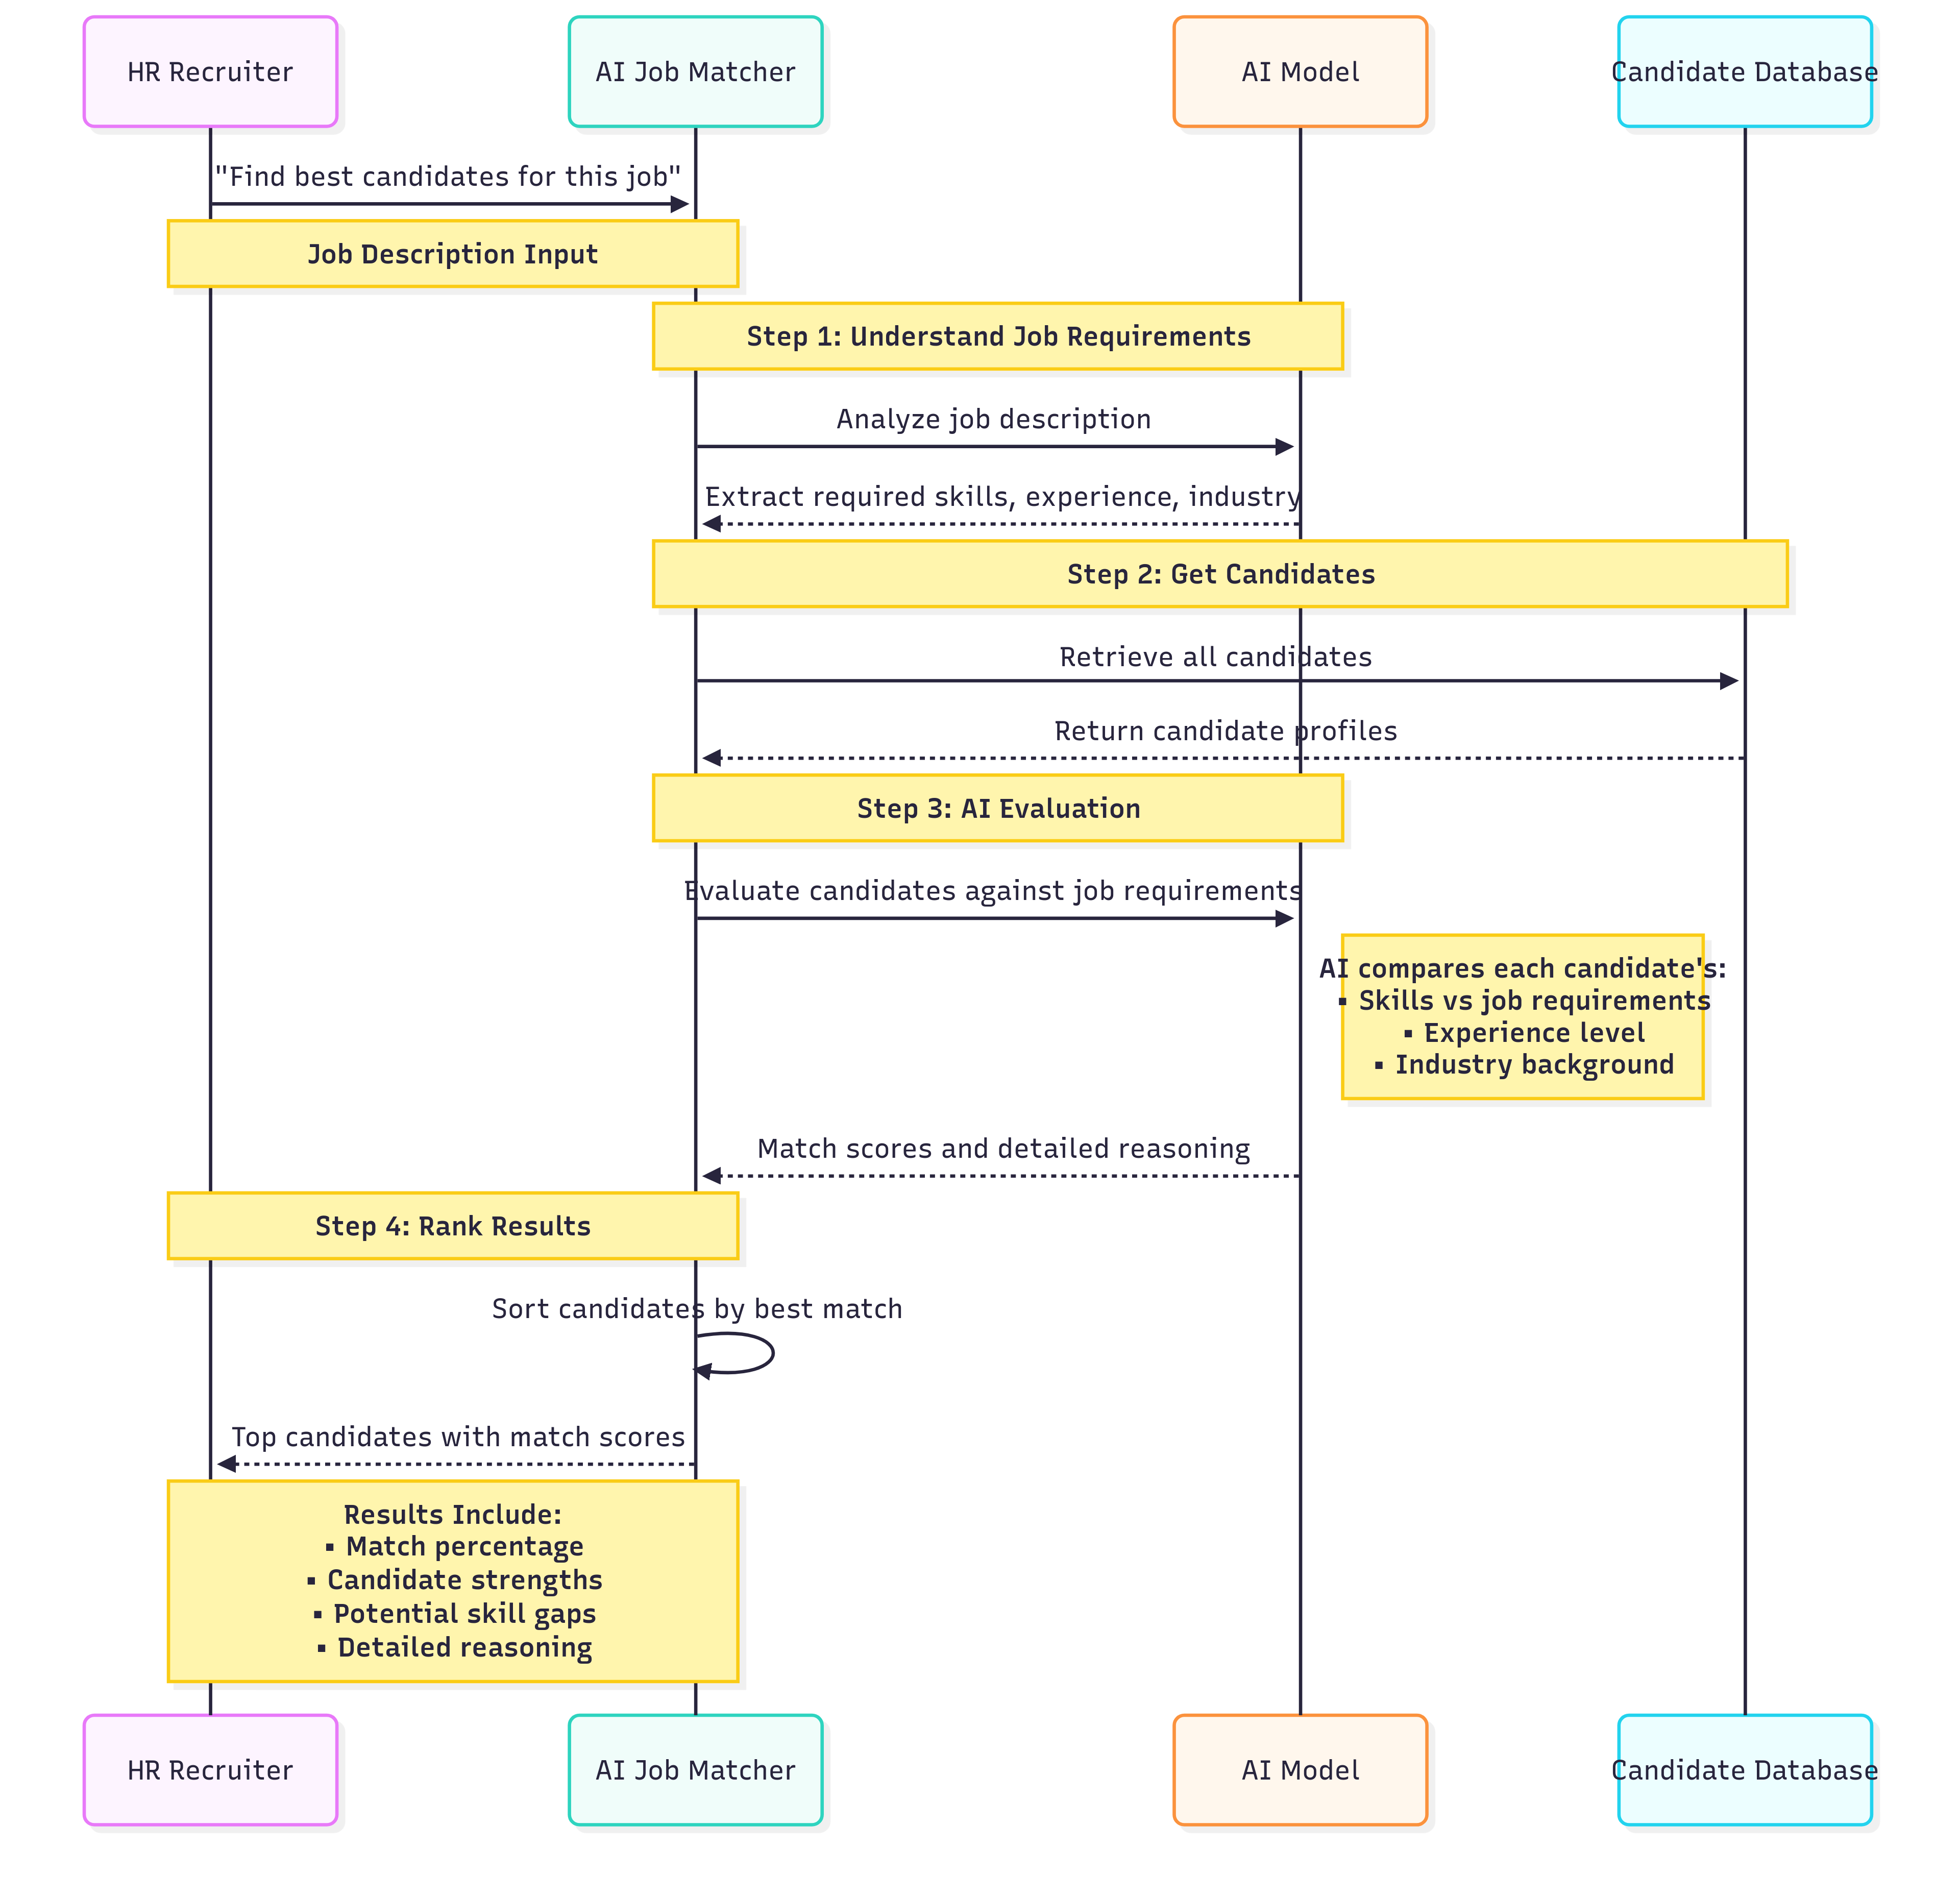 HR Recruiter
AI Job Matcher
AI Model
Candidate Database
"Find best candidates for this job"
Job Description Input
Step 1: Understand Job Requirements
Analyze job description
Extract required skills, experience, industry
Step 2: Get Candidates
Retrieve all candidates
Return candidate profiles
Step 3: AI Evaluation
Evaluate candidates against job requirements
AI compares each candidate's:
▪ Skills vs job requirements
▪ Experience level
▪ Industry background
Match scores and detailed reasoning
Step 4: Rank Results
Sort candidates by best match
Top candidates with match scores
Results Include:
▪ Match percentage
▪ Candidate strengths
▪ Potential skill gaps
▪ Detailed reasoning
HR Recruiter
AI Job Matcher
AI Model
Candidate Database